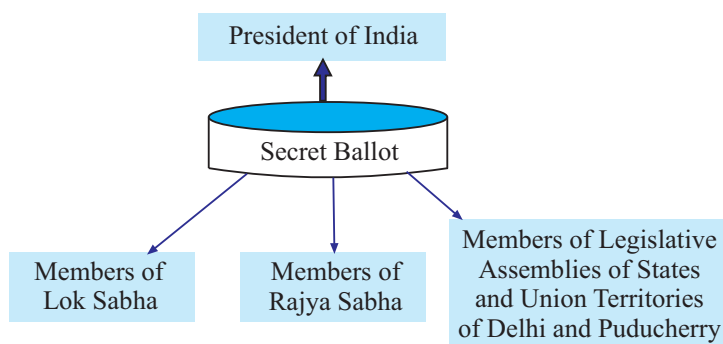 President of India
Secret Ballot
Members of
Lok Sabha
Members of
Rajya Sabha
Members of Legislative
Assemblies of States
and Union Territories
of Delhi and Puducherry